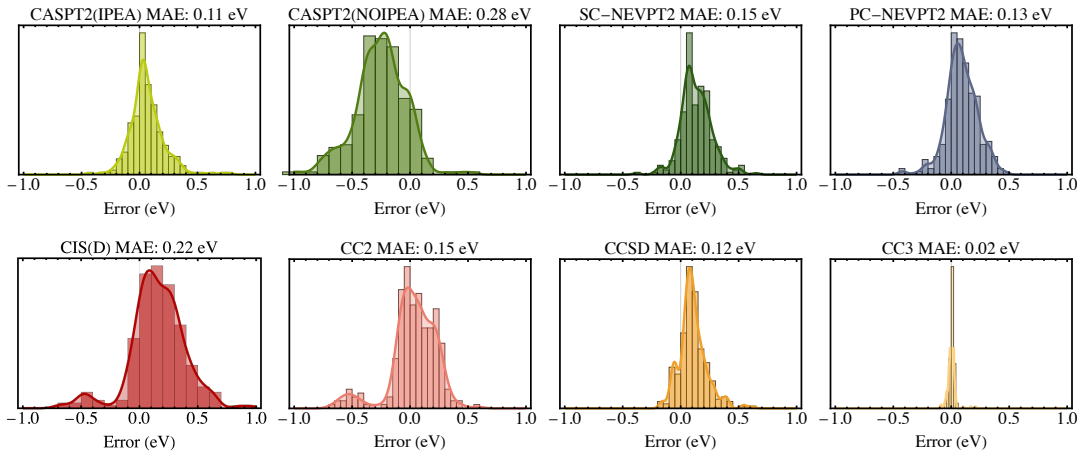 CASPT2(IPEA) MAE: 0.11 eV
−1.0 −0.5 0.0 0.5 1.0
Error (eV)
CASPT2(NOIPEA) MAE: 0.28 eV
−1.0 −0.5 0.0 0.5 1.0
Error (eV)
SC−NEVPT2 MAE: 0.15 eV
−1.0 −0.5 0.0 0.5 1.0
Error (eV)
PC−NEVPT2 MAE: 0.13 eV
−1.0 −0.5 0.0 0.5 1.0
Error (eV)
CIS(D) MAE: 0.22 eV
−1.0 −0.5 0.0 0.5 1.0
Error (eV)
CC2 MAE: 0.15 eV
−1.0 −0.5 0.0 0.5 1.0
Error (eV)
CCSD MAE: 0.12 eV
−1.0 −0.5 0.0 0.5 1.0
Error (eV)
CC3 MAE: 0.02 eV
−1.0 −0.5 0.0 0.5 1.0
Error (eV)